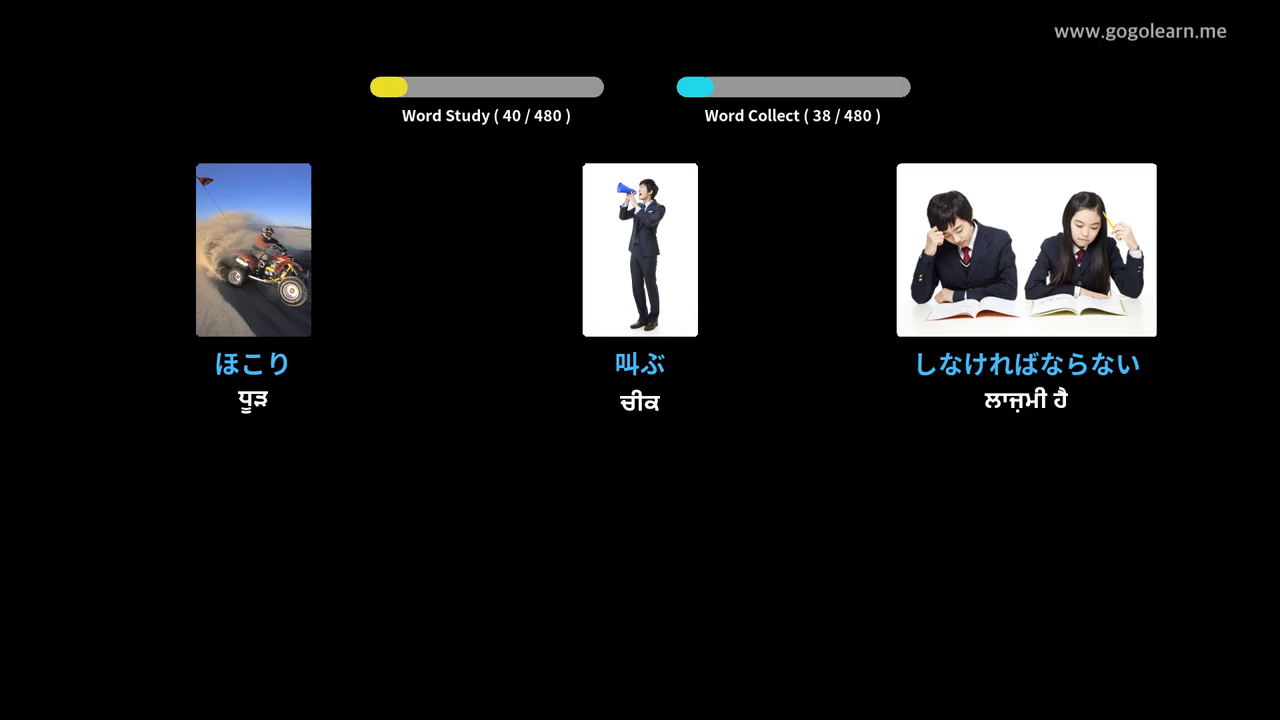 www.gogolearn.me
Word Study ( 40 / 480 )
Word Collect ( 38 / 480 )
ほこり
ਧੂੜ
叫ぶ
ਚੀਕ
しなければならない
ਲਾਜ਼ਮੀ ਹੈ